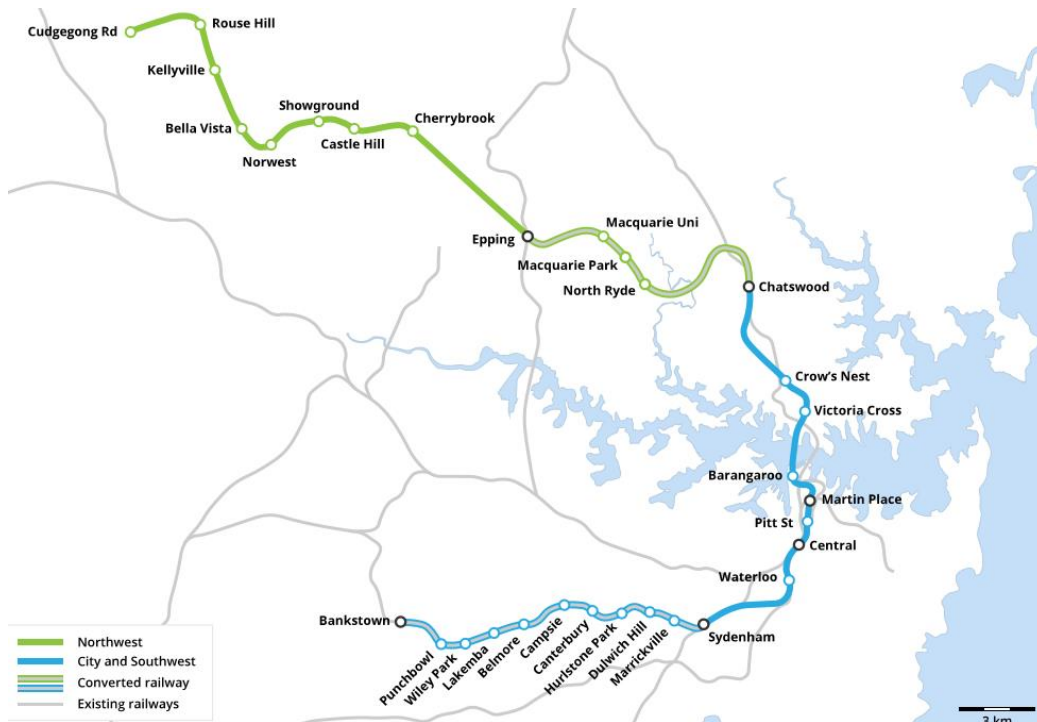 Cudgegong Rd
Rouse Hill
Kellyville
Bella Vista
Norwest
Showground
Castle Hill
Cherrybrook
Epping
Macquarie Uni
Macquarie Park
North Ryde
Chatswood
Crow's Nest
Victoria Cross
Barangaroo
Martin Place
Pitt St
Central
Waterloo
Sydenham
Marrickville
Dulwich Hill
Hurlstone Park
Canterbury
Campsie
Belmore
Lakemba
Wiley Park
Punchbowl
Bankstown
Northwest
City and Southwest
Converted railway
Existing railways
3 km